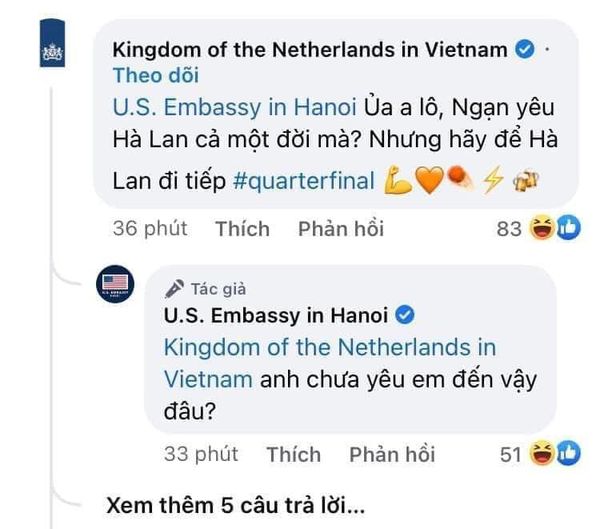 Kingdom of the Netherlands in Vietnam ·
Theo dõi
U.S. Embassy in Hanoi Ủa a lô, Ngạn yêu
Hà Lan cả một đời mà? Nhưng hãy để Hà
Lan đi tiếp #quarterfinal 💪🧡☄️⚡🍻
36 phút Thích Phản hồi 83
Tác giả
U.S. Embassy in Hanoi
Kingdom of the Netherlands in
Vietnam anh chưa yêu em đến vậy
đâu?
33 phút Thích Phản hồi 51
Xem thêm 5 câu trả lời...